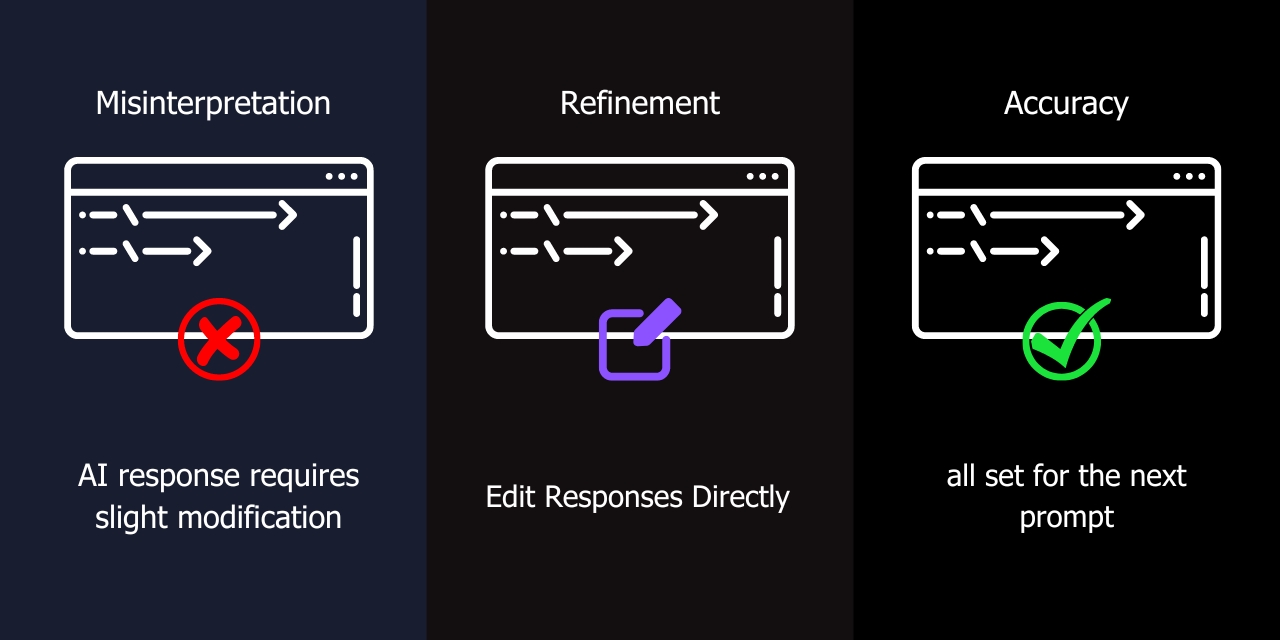 Misinterpretation
AI response requires
slight modification
Refinement
Edit Responses Directly
Accuracy
all set for the next
prompt